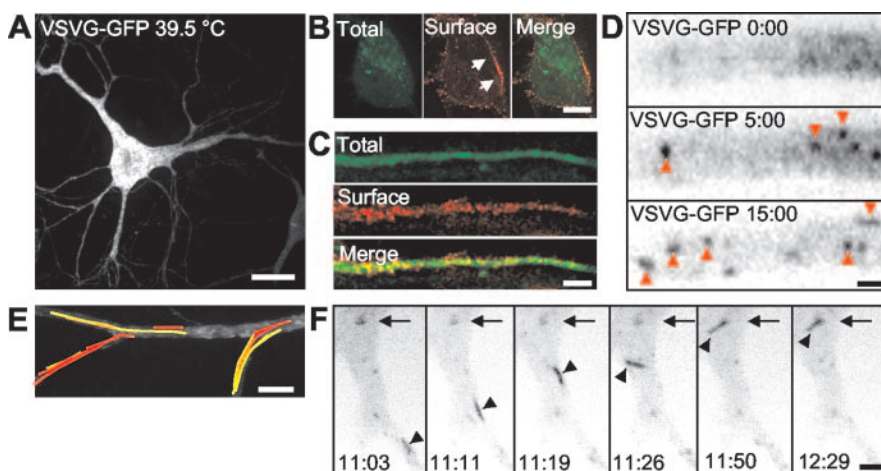 A
VSVG-GFP 39.5 °C
B
Total
Surface
Merge
C
Total
Surface
Merge
D
VSVG-GFP 0:00
VSVG-GFP 5:00
VSVG-GFP 15:00
E
F
11:03
11:11
11:19
11:26
11:50
12:29